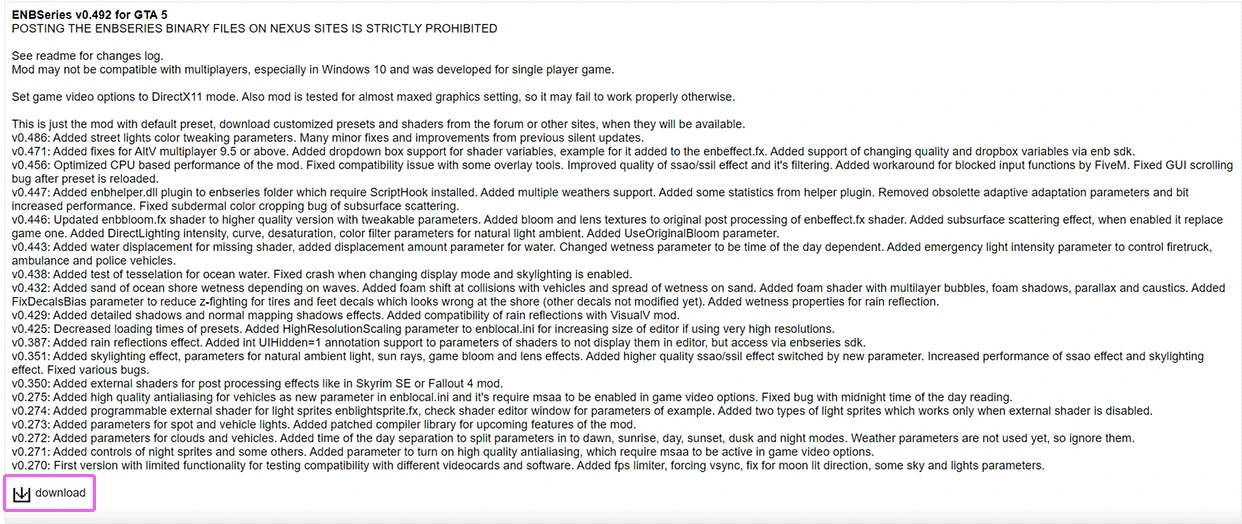 ENBSeries v0.492 for GTA 5
POSTING THE ENBSERIES BINARY FILES ON NEXUS SITES IS STRICTLY PROHIBITED
See readme for changes log.
Mod may not be compatible with multiplayers, especially in Windows 10 and was developed for single player game.
Set game video options to DirectX11 mode. Also mod is tested for almost maxed graphics setting, so it may fail to work properly otherwise.
This is just the mod with default preset, download customized presets and shaders from the forum or other sites, when they will be available.
v0.486: Added street lights color tweaking parameters. Many minor fixes and improvements from previous silent updates.
v0.471: Added fixes for AltV multiplayer 9.5 or above. Added dropdown box support for shader variables, example for it added to the enbeffect.fx. Added support of changing quality and dropbox variables via enb sdk.
v0.456: Optimized CPU based performance of the mod. Fixed compatibility issue with some overlay tools. Improved quality of ssao/ssil effect and it's filtering. Added workaround for blocked input functions by FiveM. Fixed GUI scrolling
bug after preset is reloaded.
v0.447: Added enbhelper.dll plugin to enbseries folder which require ScriptHook installed. Added multiple weathers support. Added some statistics from helper plugin. Removed obsolette adaptive adaptation parameters and bit
increased performance. Fixed subdermal color cropping bug of subsurface scattering.
v0.446: Updated enbbloom.fx shader to higher quality version with tweakable parameters. Added bloom and lens textures to original post processing of enbeffect.fx shader. Added subsurface scattering effect, when enabled it replace
game one. Added DirectLighting intensity, curve, desaturation, color filter parameters for natural light ambient. Added UseOriginalBloom parameter.
v0.443: Added water displacement for missing shader, added displacement amount parameter for water. Changed wetness parameter to be time of the day dependent. Added emergency light intensity parameter to control firetruck,
ambulance and police vehicles.
v0.438: Added test of tesselation for ocean water. Fixed crash when changing display mode and skylighting is enabled.
v0.432: Added sand of ocean shore wetness depending on waves. Added foam shift at collisions with vehicles and spread of wetness on sand. Added foam shader with multilayer bubbles, foam shadows, parallax and caustics. Added
FixDecalsBias parameter to reduce z-fighting for tires and feet decals which looks wrong at the shore (other decals not modified yet). Added wetness properties for rain reflection.
v0.429: Added detailed shadows and normal mapping shadows effects. Added compatibility of rain reflections with VisualV mod.
v0.425: Decreased loading times of presets. Added HighResolutionScaling parameter to enblocal.ini for increasing size of editor if using very high resolutions.
v0.387: Added rain reflections effect. Added int UIHidden=1 annotation support to parameters of shaders to not display them in editor, but access via enbseries sdk.
v0.351: Added skylighting effect, parameters for natural ambient light, sun rays, game bloom and lens effects. Added higher quality ssao/ssil effect switched by new parameter. Increased performance of ssao effect and skylighting
effect. Fixed various bugs.
v0.350: Added external shaders for post processing effects like in Skyrim SE or Fallout 4 mod.
v0.275: Added high quality antialiasing for vehicles as new parameter in enblocal.ini and it's require msaa to be enabled in game video options. Fixed bug with midnight time of the day reading.
v0.274: Added programmable external shader for light sprites enblightsprite.fx, check shader editor window for parameters of example. Added two types of light sprites which works only when external shader is disabled.
v0.273: Added parameters for spot and vehicle lights. Added patched compiler library for upcoming features of the mod.
v0.272: Added parameters for clouds and vehicles. Added time of the day separation to split parameters in to dawn, sunrise, day, sunset, dusk and night modes. Weather parameters are not used yet, so ignore them.
v0.271: Added controls of night sprites and some others. Added parameter to turn on high quality antialiasing, which require msaa to be active in game video options.
v0.270: First version with limited functionality for testing compatibility with different videocards and software. Added fps limiter, forcing vsync, fix for moon lit direction, some sky and lights parameters.
download